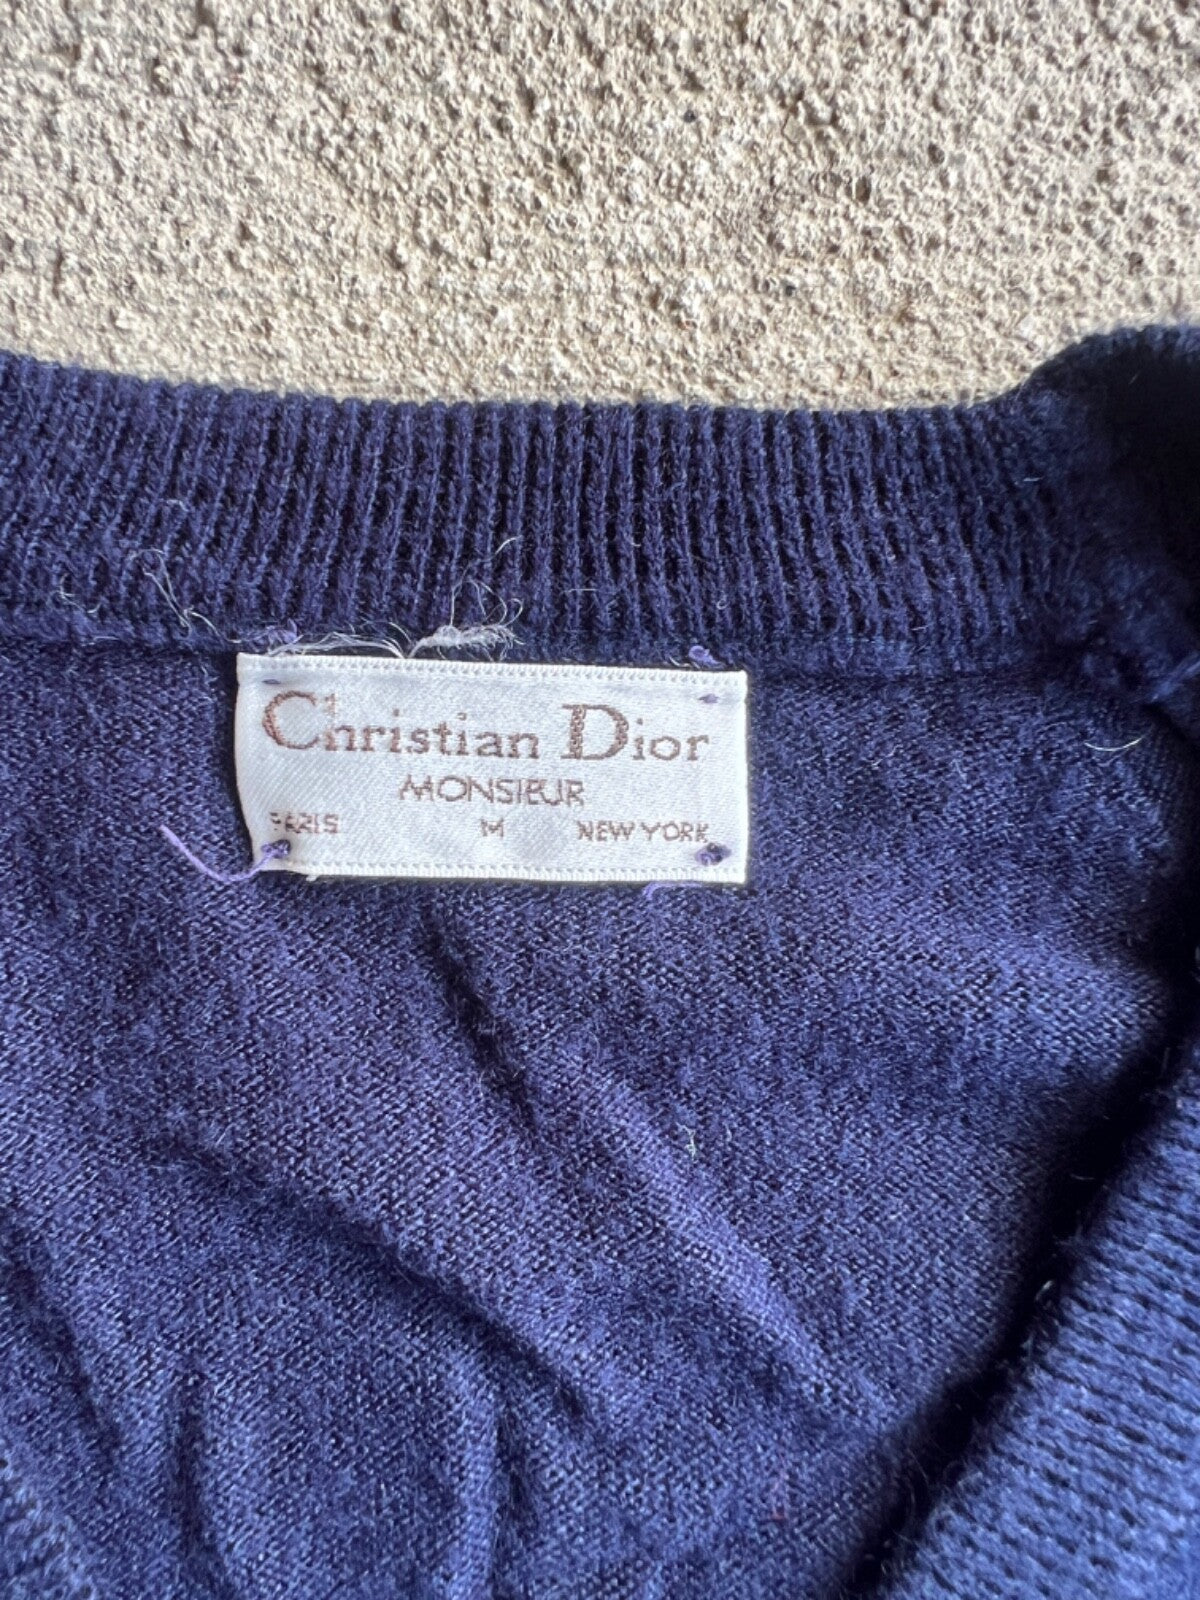 Christian Dior
MONSIEUR
PARIS M NEW YORK